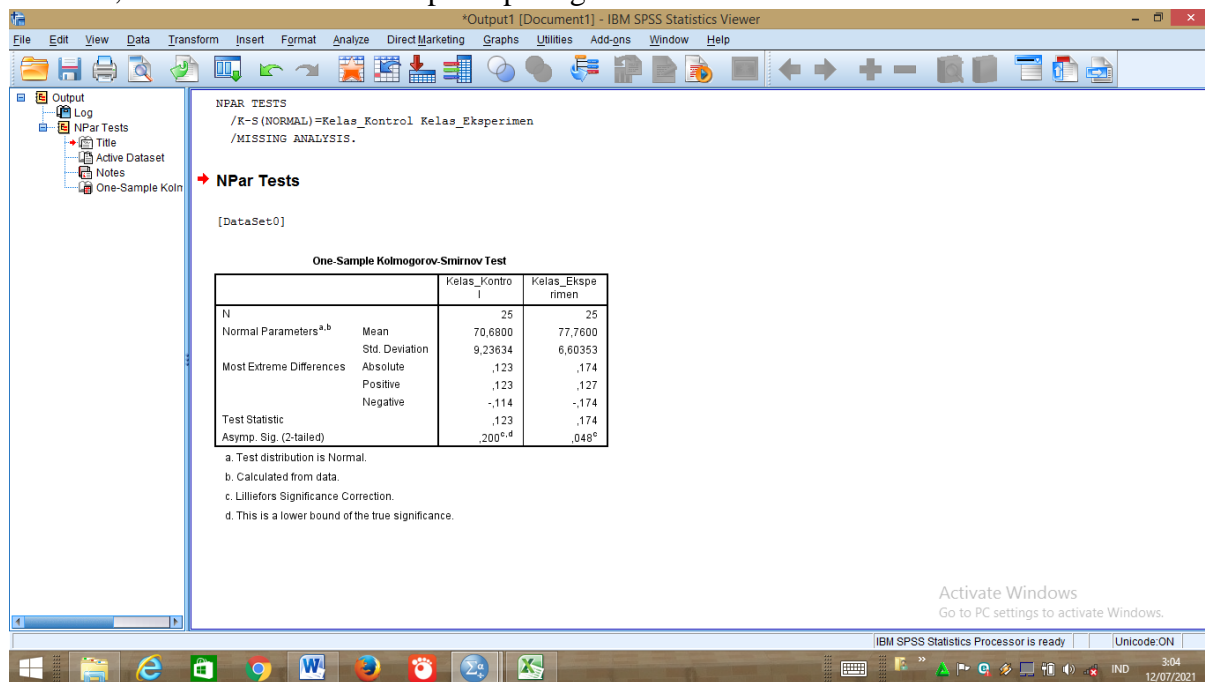 *Output1 [Document1] - IBM SPSS Statistics Viewer
File Edit View Data Transform Insert Format Analyze Direct Marketing Graphs Utilities Add-ons Window Help
Output
Log
NPar Tests
Title
Active Dataset
Notes
One-Sample Kolm
NPAR TESTS
/K-S(NORMAL)=Kelas_Kontrol Kelas_Eksperimen
/MISSING ANALYSIS.
NPar Tests
[DataSet0]
One-Sample Kolmogorov-Smirnov Test
Kelas_Kontro Kelas_Ekspe
l rimen
N 25 25
Normal Parameters a,b Mean 70,6800 77,7600
Std. Deviation 9,23634 6,60353
Most Extreme Differences Absolute ,123 ,174
Positive ,123 ,127
Negative -,114 -,174
Test Statistic ,123 ,174
Asymp. Sig. (2-tailed) ,200 c,d ,048 c
a. Test distribution is Normal.
b. Calculated from data.
c. Lilliefors Significance Correction.
d. This is a lower bound of the true significance.
Activate Windows
Go to PC settings to activate Windows.
IBM SPSS Statistics Processor is ready Unicode:ON
IND 3:04
12/07/2021